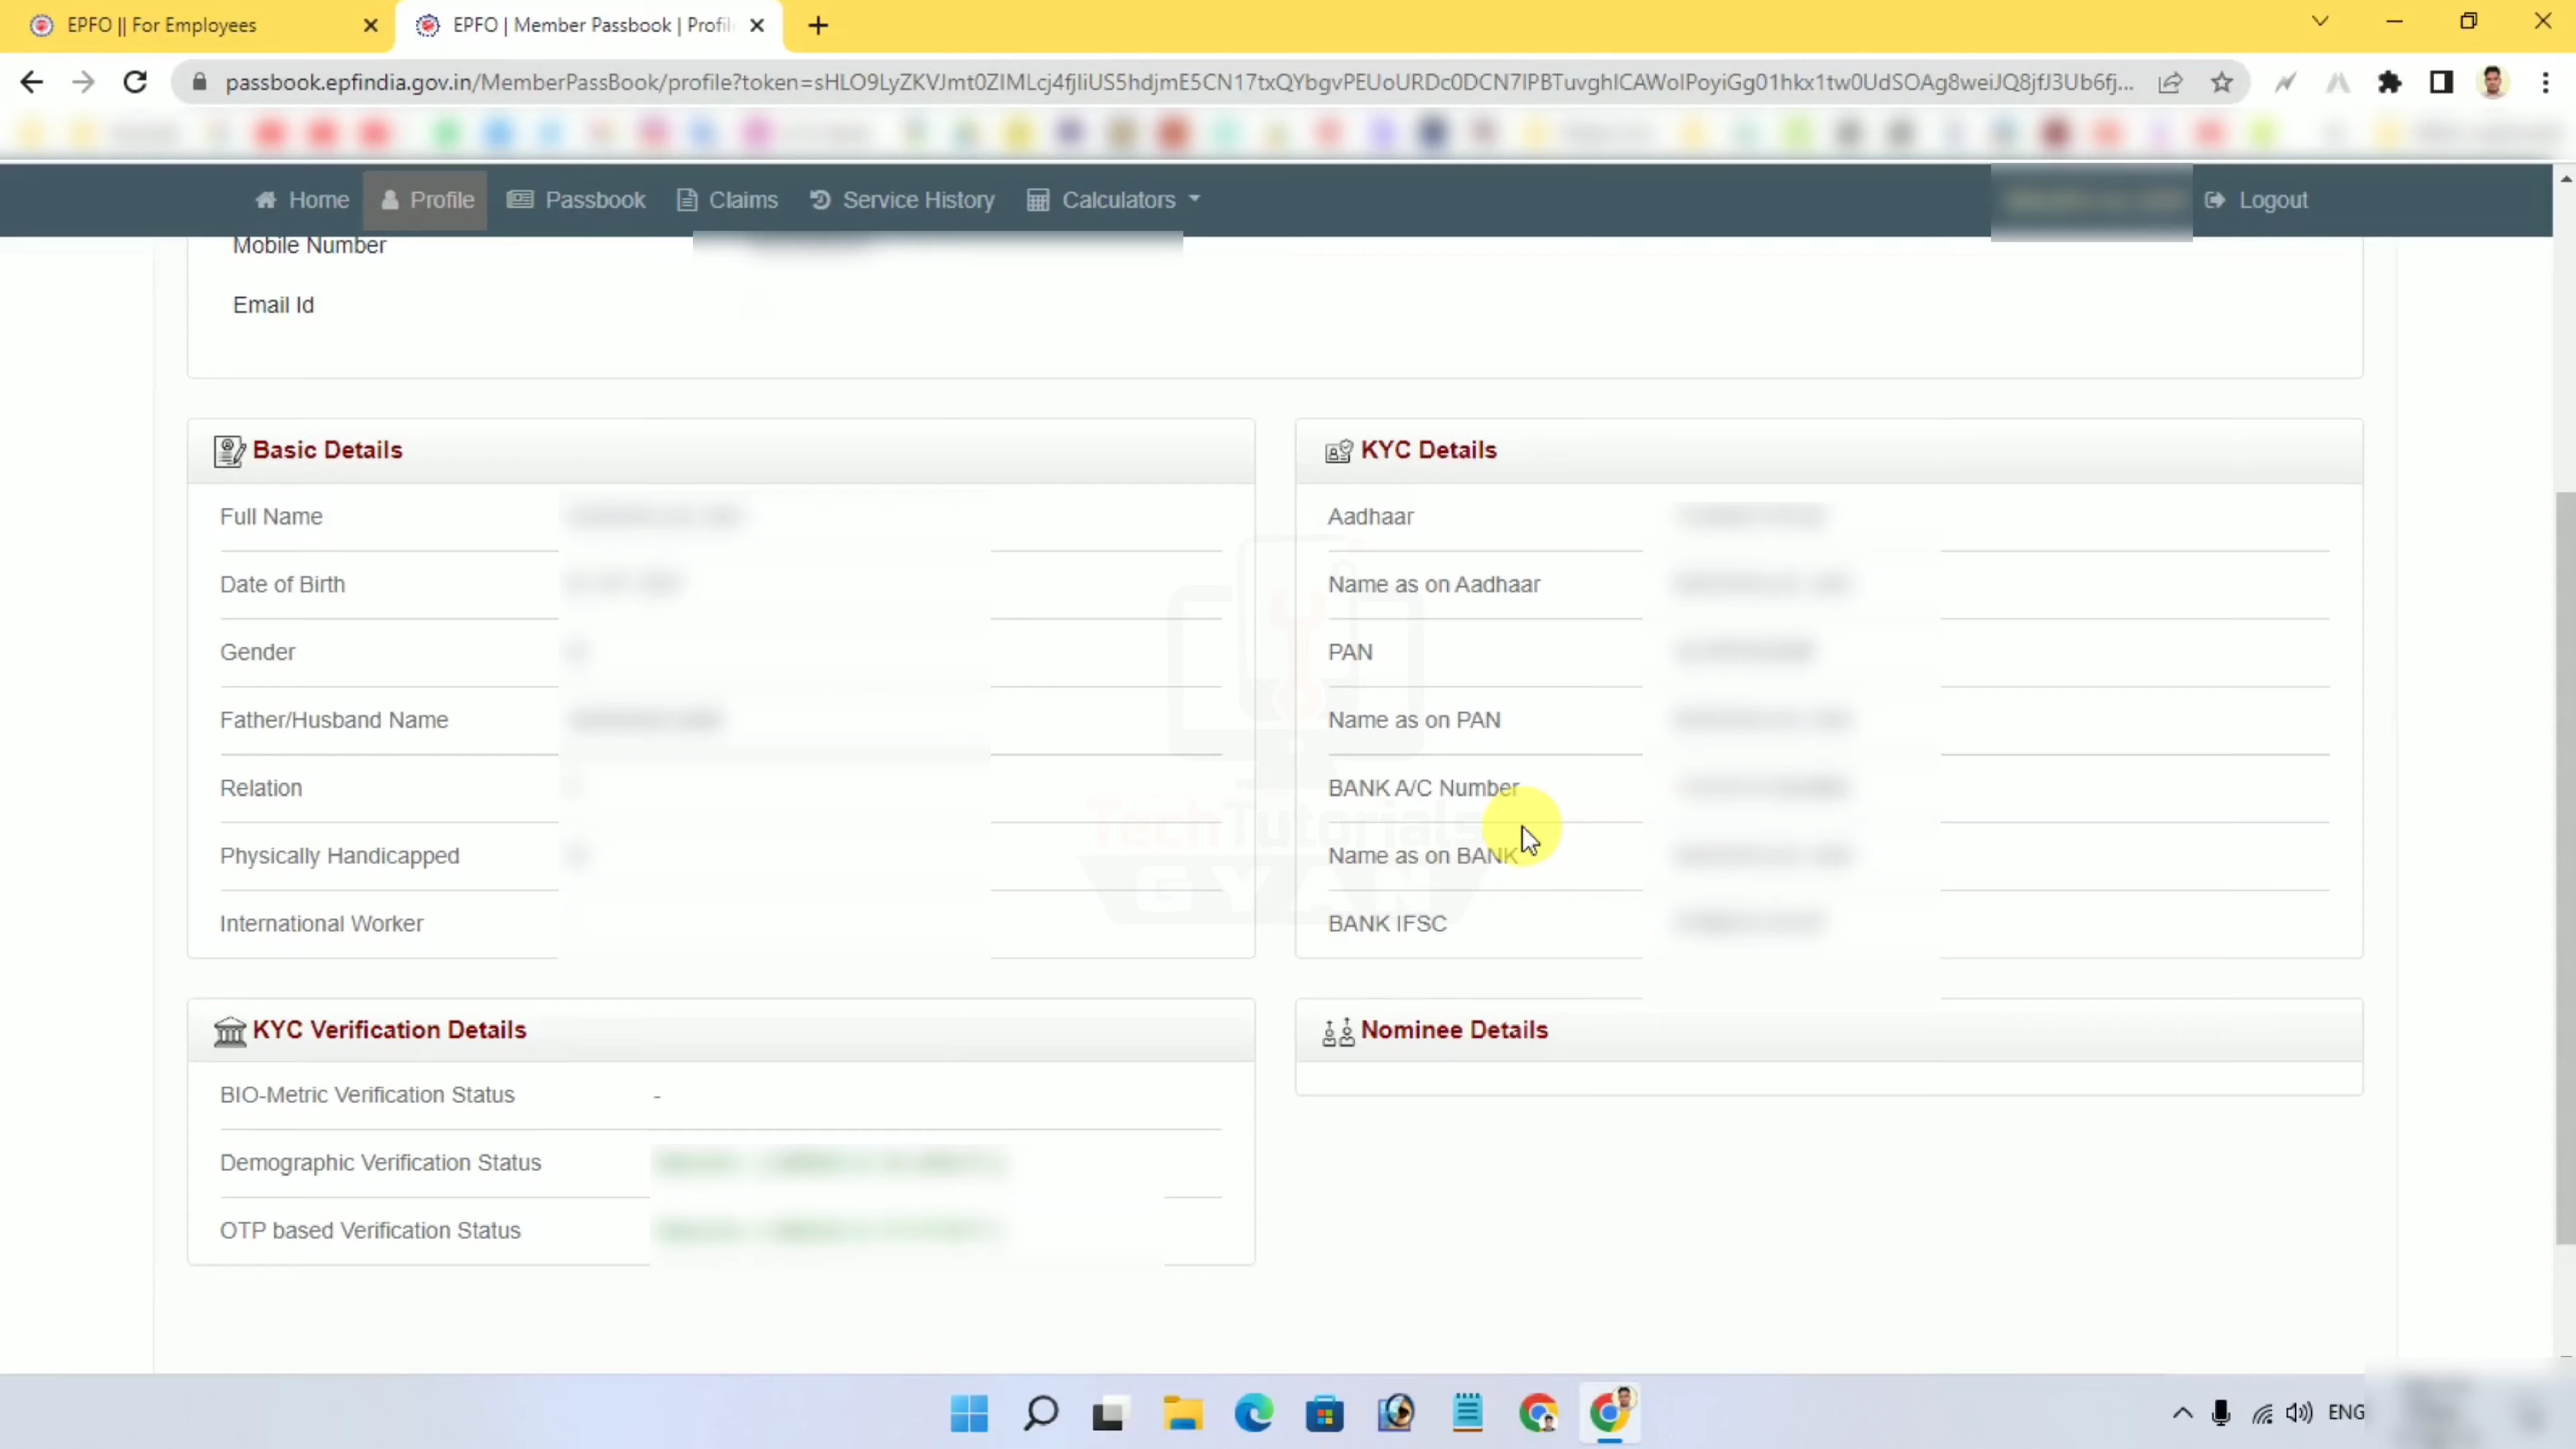 EPFO || For Employees
EPFO | Member Passbook | Profil
passbook.epfindia.gov.in/MemberPassBook/profile?token=sHLO9LyZKVJmt0ZIMLcj4fjIiUS5hdjmE5CN17txQYbgvPEUoURDc0DCN7IPBTuvghlCAWolPoyiGg01hkx1tw0UdSOAg8weiJQ8jfJ3Ub6fj...
Home Profile Passbook Claims Service History Calculators Logout
Mobile Number
Email Id
Basic Details
Full Name
Date of Birth
Gender
Father/Husband Name
Relation
Physically Handicapped
International Worker
KYC Details
Aadhaar
Name as on Aadhaar
PAN
Name as on PAN
BANK A/C Number
Name as on BANK
BANK IFSC
TechTutorials
GYAN
KYC Verification Details
BIO-Metric Verification Status -
Demographic Verification Status
OTP based Verification Status
Nominee Details
ENG